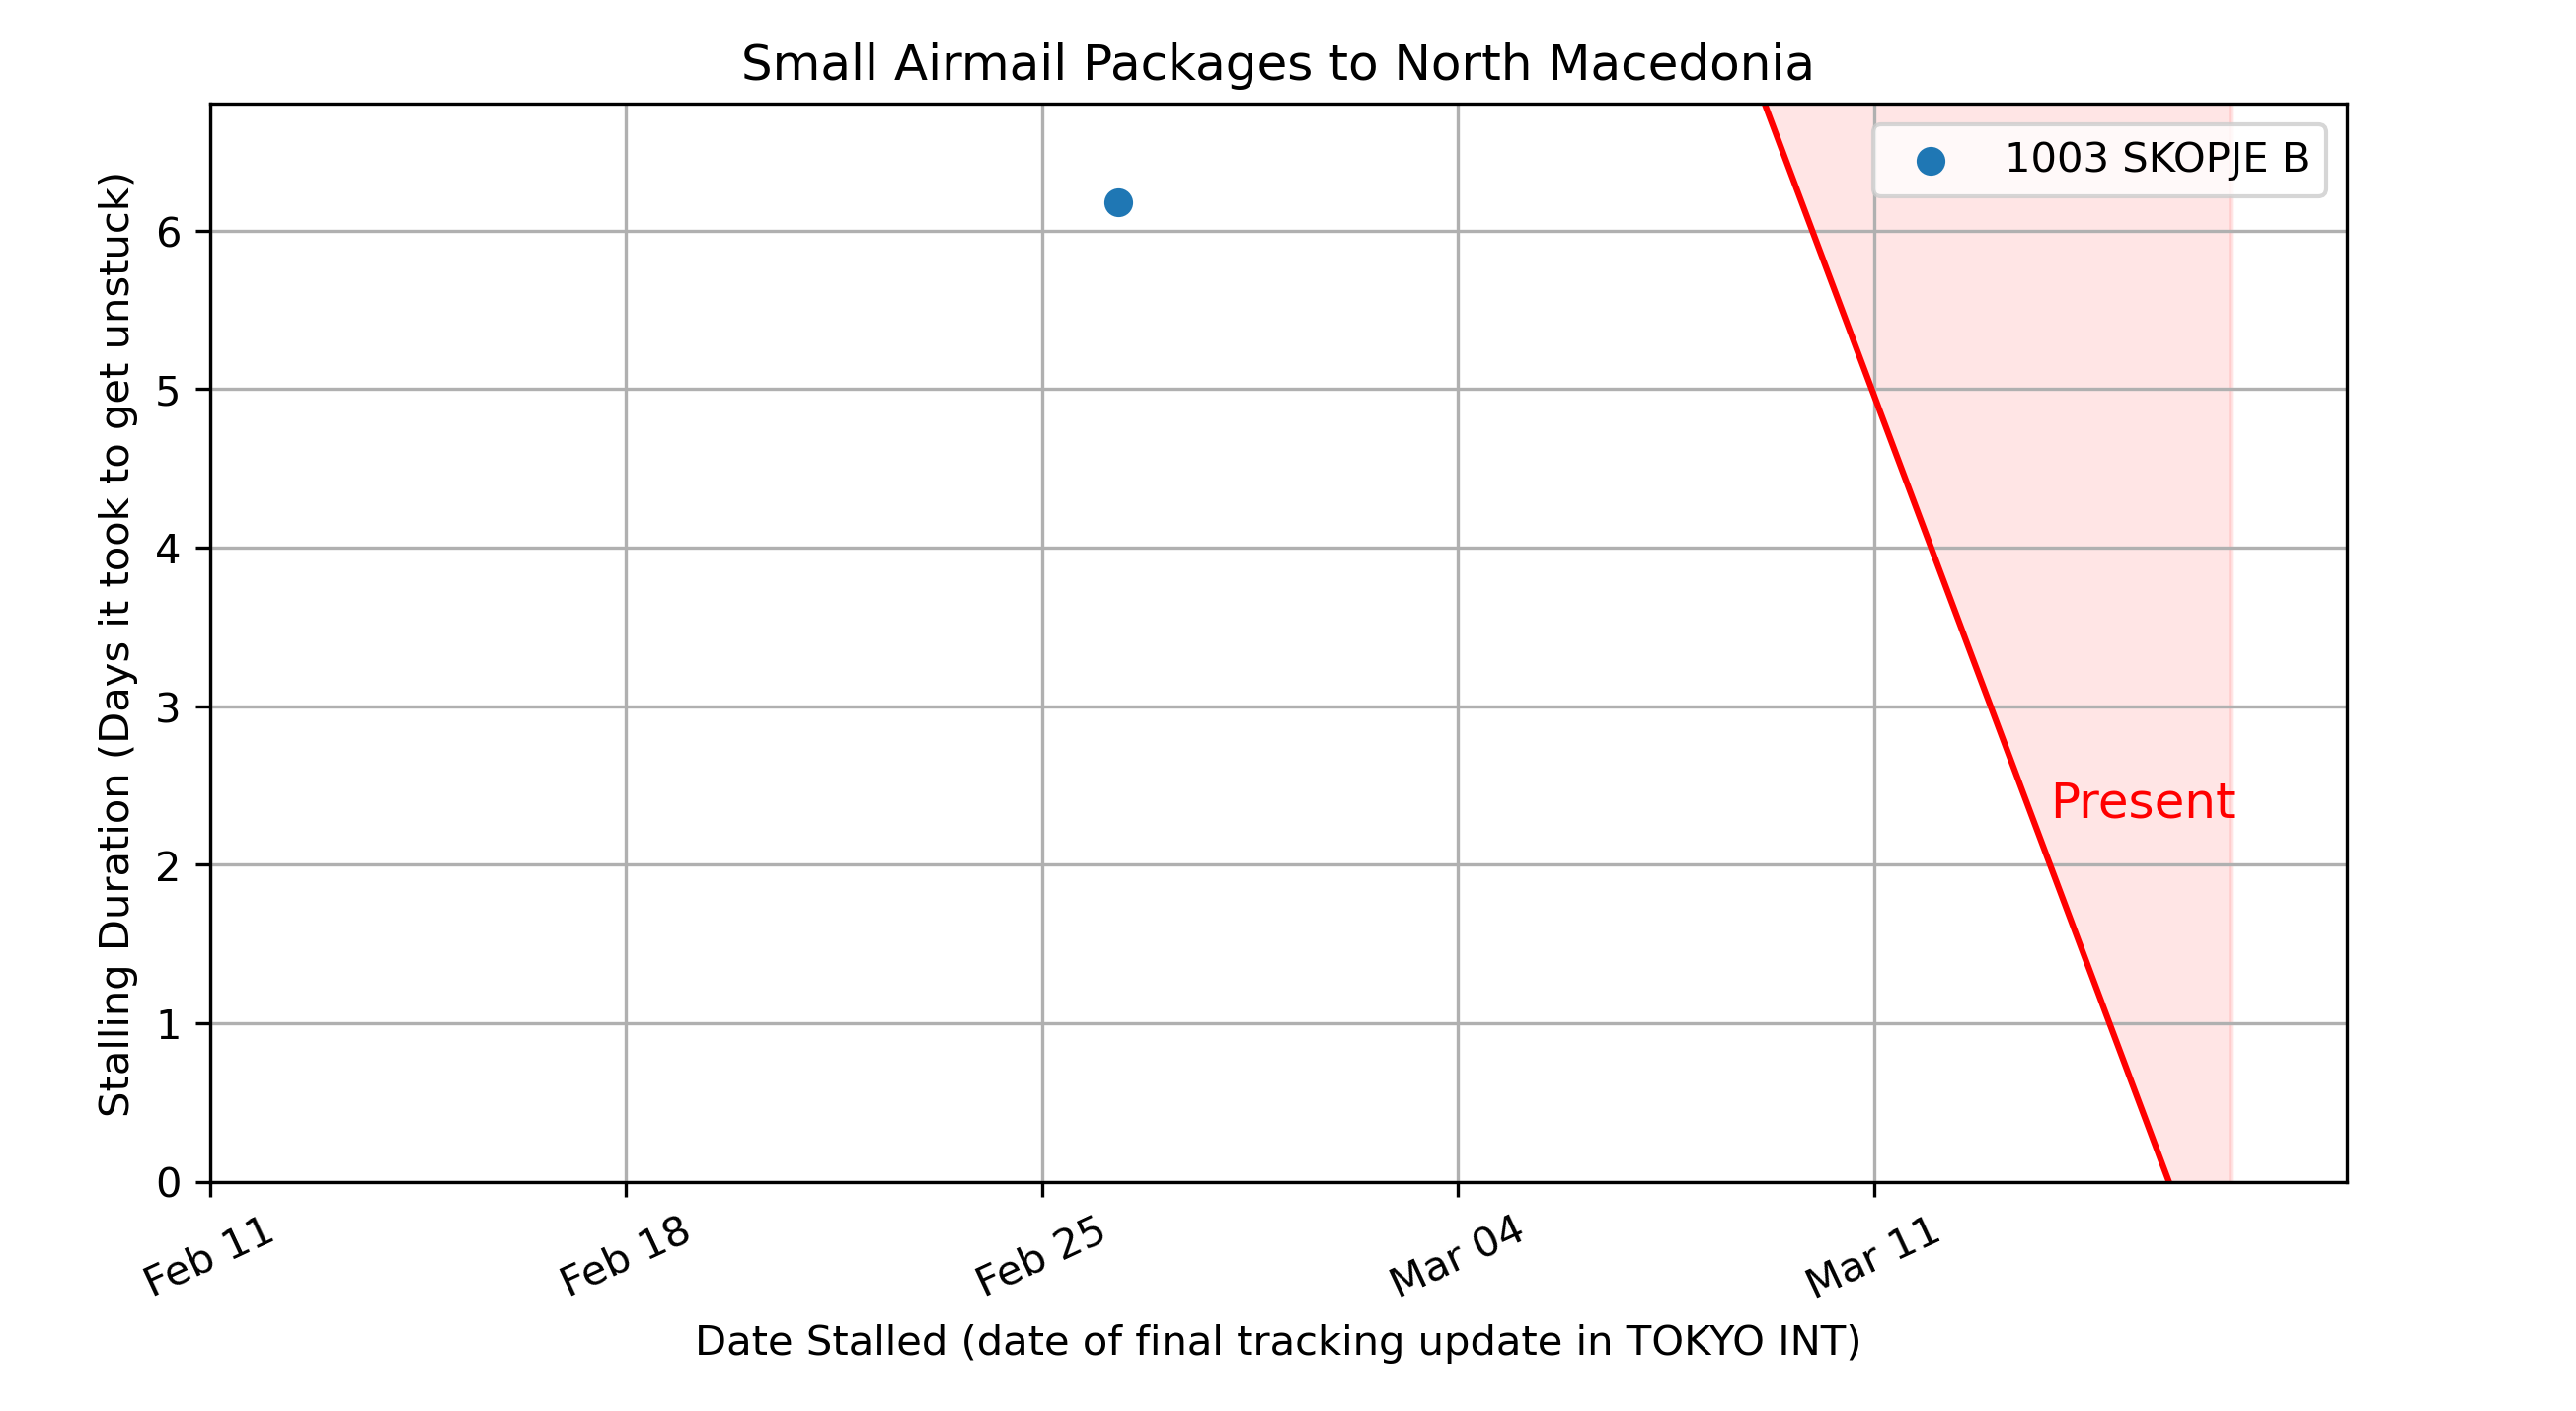 Small Airmail Packages to North Macedonia
1003 SKOPJE B
Stalling Duration (Days it took to get unstuck)
6
5
4
3
2
1
0
Present
Feb 11
Feb 18
Feb 25
Mar 04
Mar 11
Date Stalled (date of final tracking update in TOKYO INT)